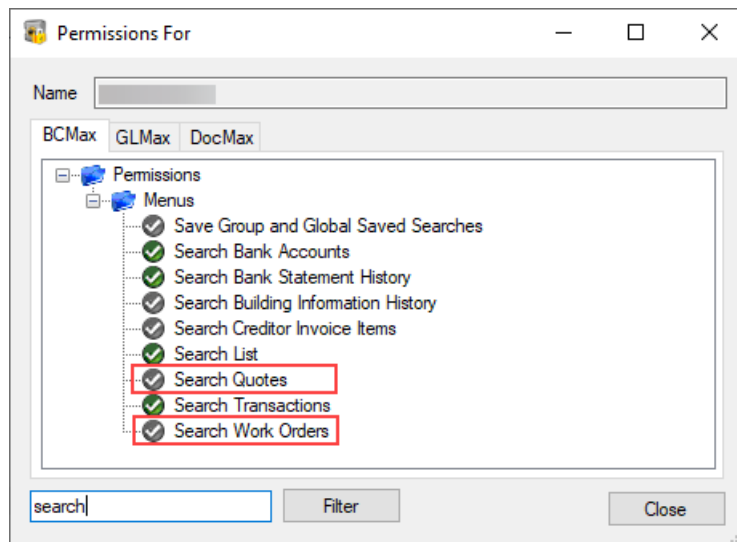 Permissions For
Name
BCMax GLMax DocMax
Permissions
Menus
Save Group and Global Saved Searches
Search Bank Accounts
Search Bank Statement History
Search Building Information History
Search Creditor Invoice Items
Search List
Search Quotes
Search Transactions
Search Work Orders
search Filter Close